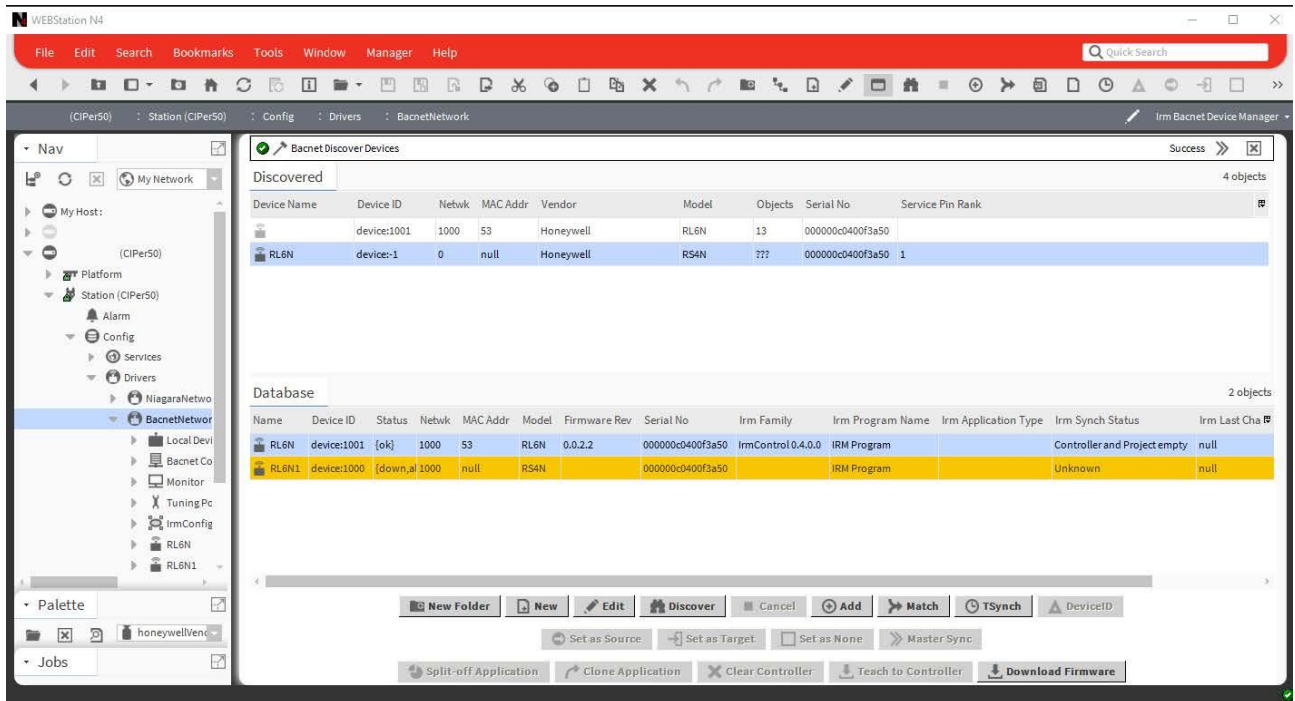 WEBStation N4
File Edit Search Bookmarks Tools Window Manager Help Quick Search
(CIPer50) : Station (CIPer50) : Config : Drivers : BacnetNetwork Irm Bacnet Device Manager
Nav
My Network
My Host:
(CIPer50)
Platform
Station (CIPer50)
Alarm
Config
Services
Drivers
NiagaraNetwo
BacnetNetwor
Local Devi
Bacnet Co
Monitor
Tuning Po
IrmConfig
RL6N
RL6N1
Palette
honeywellVend
Jobs
Bacnet Discover Devices Success
Discovered 4 objects
Device Name Device ID Netwk MAC Addr Vendor Model Objects Serial No Service Pin Rank
device:1001 1000 53 Honeywell RL6N 13 000000c0400f3a50
RL6N device:-1 0 null Honeywell RS4N ??? 000000c0400f3a50 1
Database 2 objects
Name Device ID Status Netwk MAC Addr Model Firmware Rev Serial No Irm Family Irm Program Name Irm Application Type Irm Synch Status Irm Last Cha
RL6N device:1001 {ok} 1000 53 RL6N 0.0.2.2 000000c0400f3a50 IrmControl 0.4.0.0 IRM Program Controller and Project empty null
RL6N1 device:1000 {down,al 1000 null RS4N 000000c0400f3a50 IRM Program Unknown null
New Folder New Edit Discover Cancel Add Match TSynch DeviceID
Set as Source Set as Target Set as None Master Sync
Split-off Application Clone Application Clear Controller Teach to Controller Download Firmware